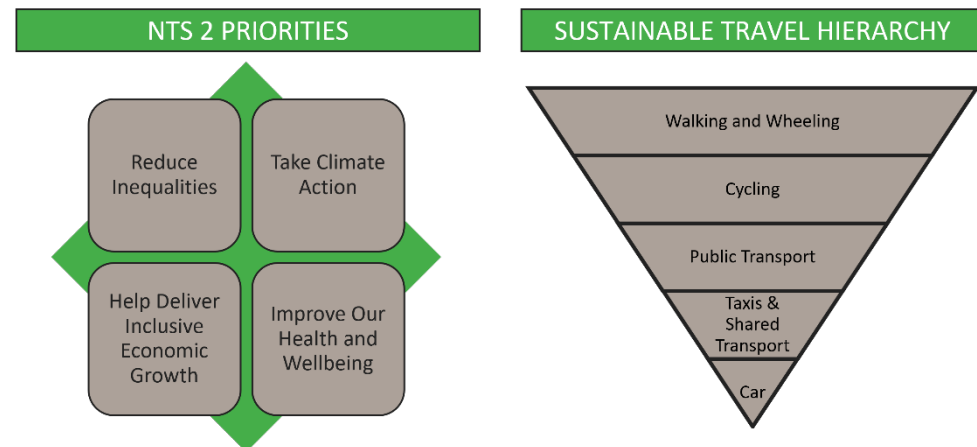 NTS 2 PRIORITIES
Reduce
Inequalities
Take Climate
Action
Help Deliver
Inclusive
Economic
Growth
Improve Our
Health and
Wellbeing
SUSTAINABLE TRAVEL HIERARCHY
Walking and Wheeling
Cycling
Public Transport
Taxis &
Shared
Transport
Car